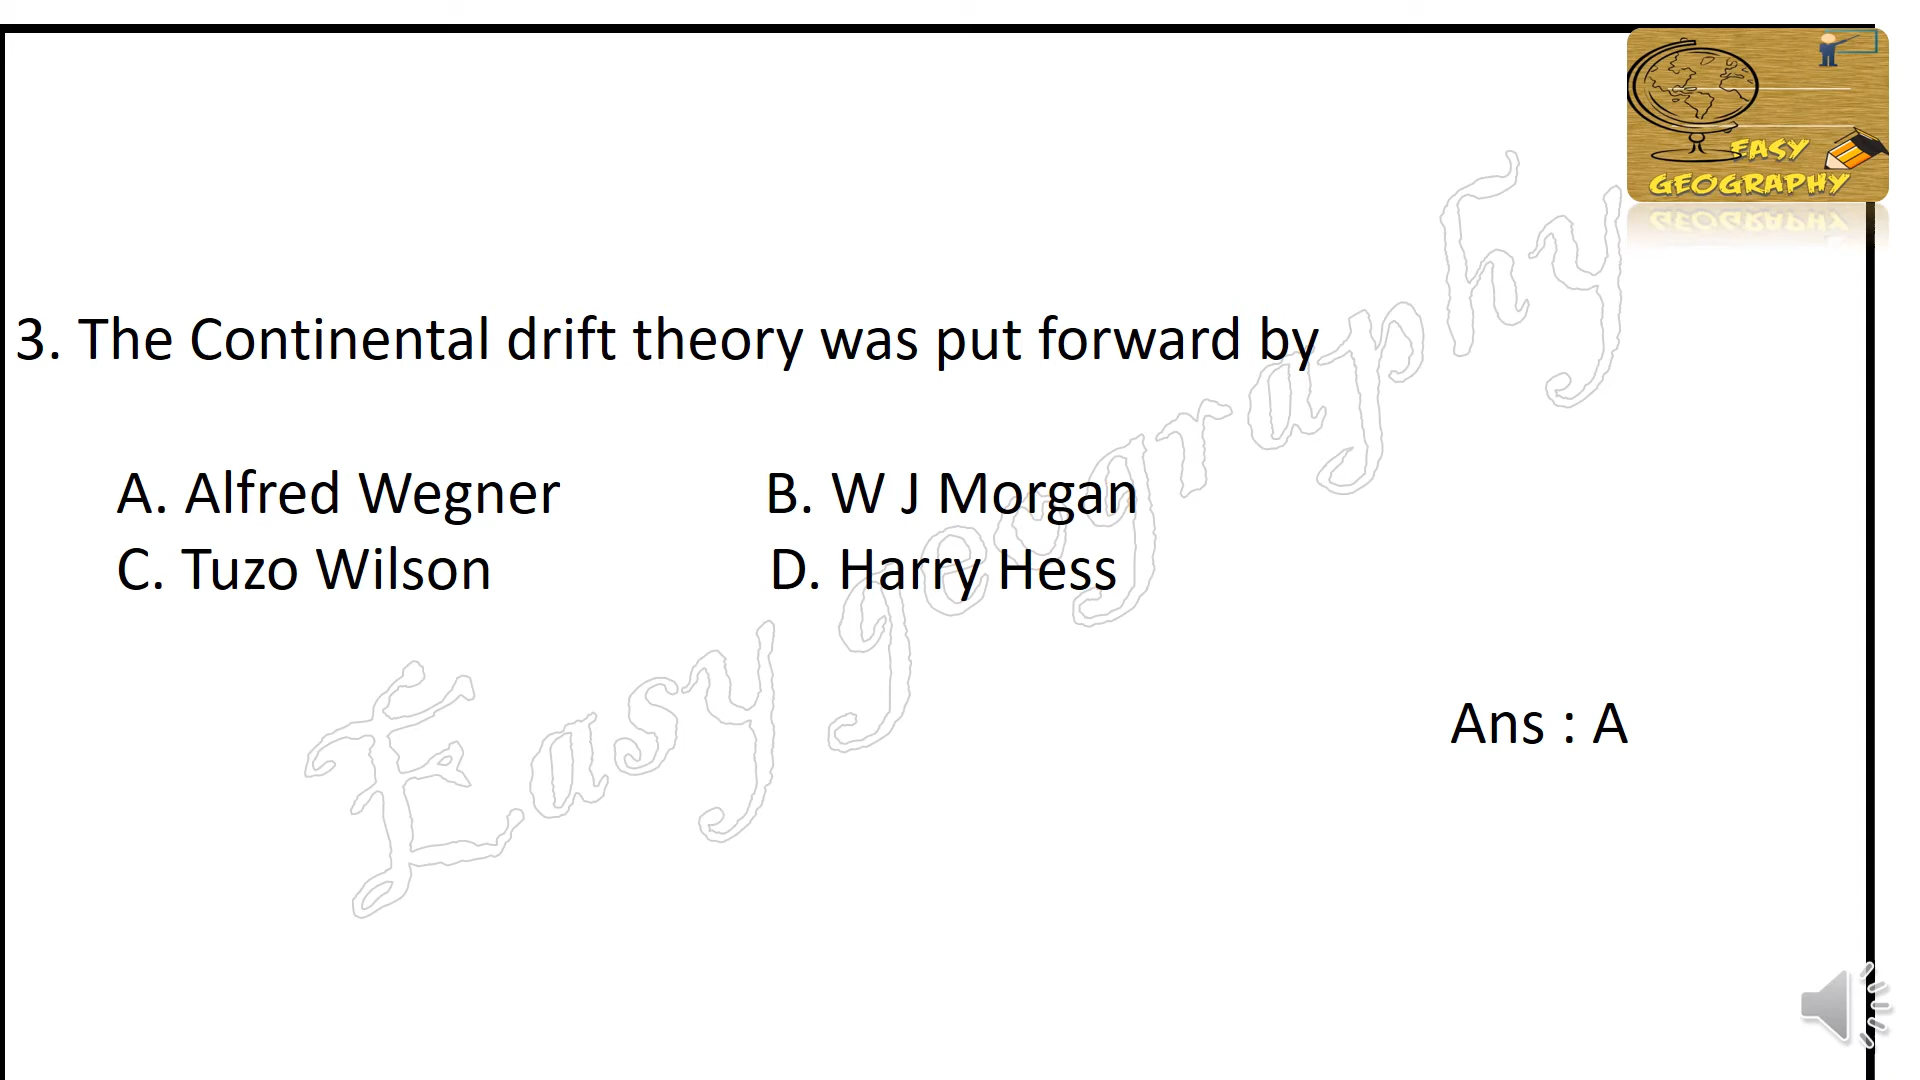 EASY
GEOGRAPHY
3. The Continental drift theory was put forward by
A. Alfred Wegner B. W J Morgan
C. Tuzo Wilson D. Harry Hess
Ans : A
Easy geography